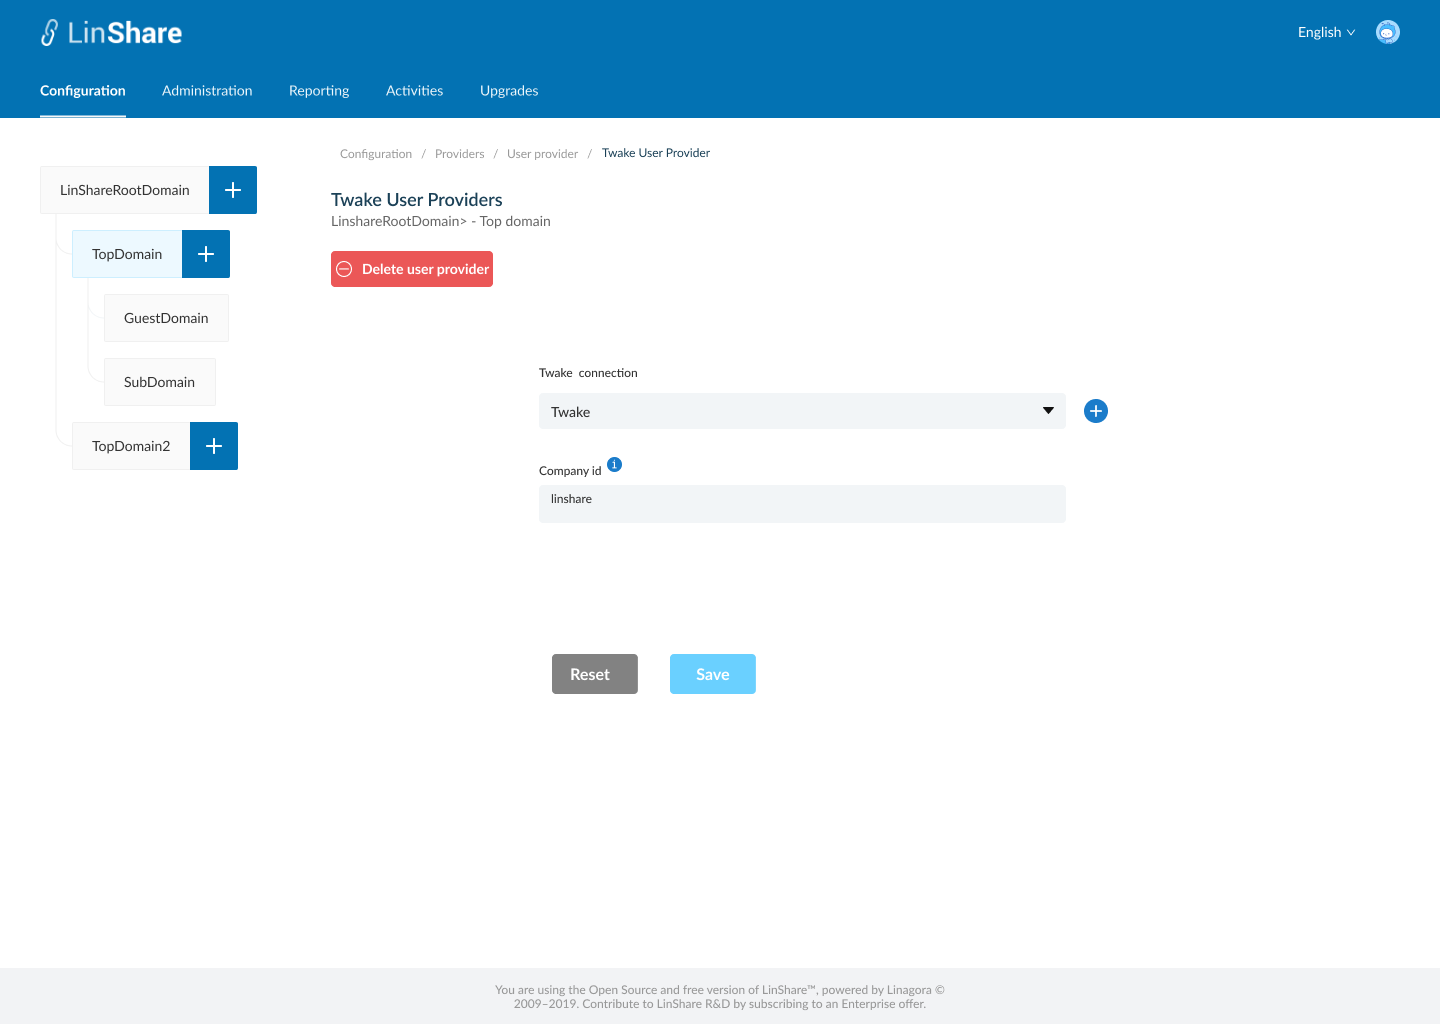 LinShare
English
Configuration Administration Reporting Activities Upgrades
Configuration / Providers / User provider / Twake User Provider
LinShareRootDomain
TopDomain
GuestDomain
SubDomain
TopDomain2
Twake User Providers
LinshareRootDomain> - Top domain
Delete user provider
Twake connection
Twake
Company id
linshare
Reset Save
You are using the Open Source and free version of LinShare™, powered by Linagora ©
2009–2019. Contribute to LinShare R&D by subscribing to an Enterprise offer.